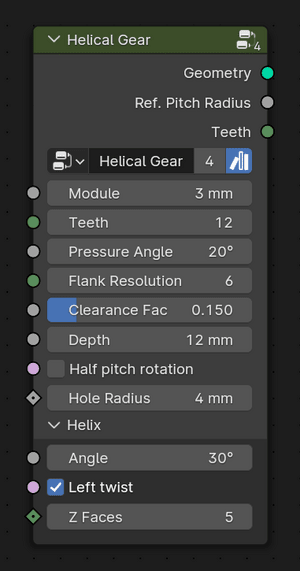 Helical Gear
4
Geometry
Ref. Pitch Radius
Teeth
Helical Gear 4
Module 3 mm
Teeth 12
Pressure Angle 20°
Flank Resolution 6
Clearance Fac 0.150
Depth 12 mm
Half pitch rotation
Hole Radius 4 mm
Helix
Angle 30°
Left twist
Z Faces 5